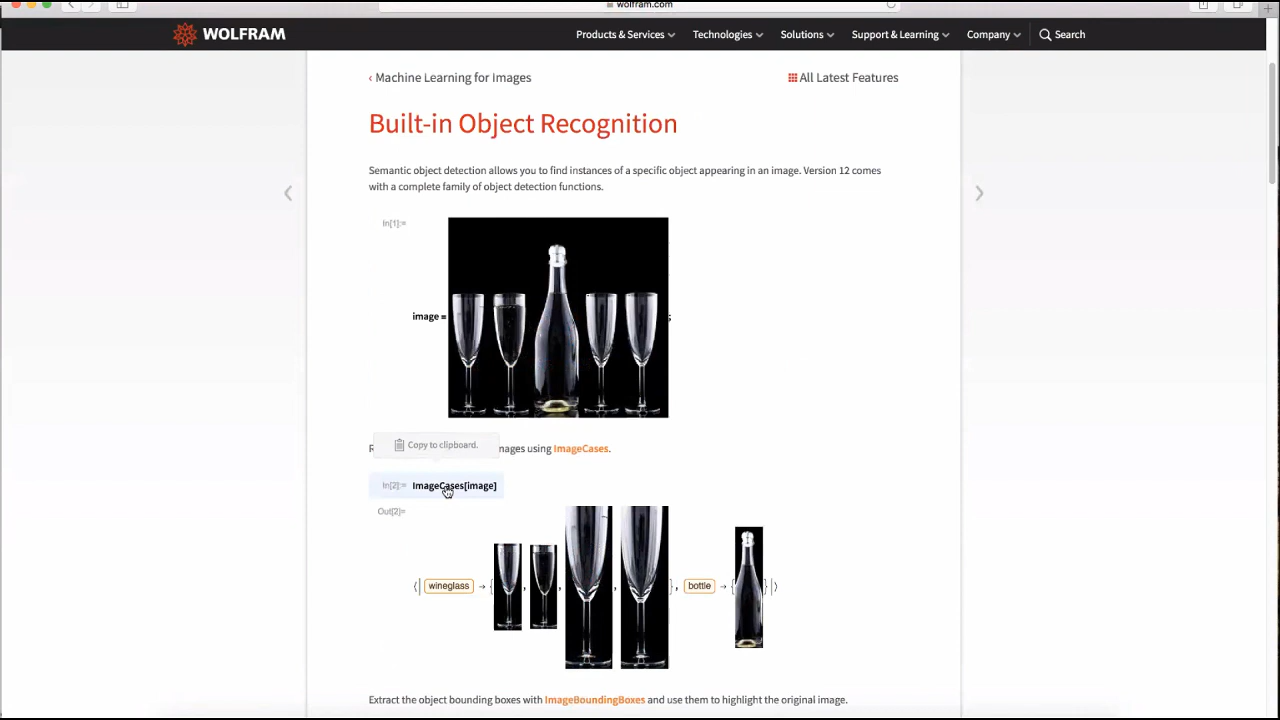 wolfram.com
WOLFRAM
Products & Services
Technologies
Solutions
Support & Learning
Company
Search
‹ Machine Learning for Images
All Latest Features
Built-in Object Recognition
Semantic object detection allows you to find instances of a specific object appearing in an image. Version 12 comes
with a complete family of object detection functions.
In[1]:=
image = ;
Copy to clipboard.
using ImageCases.
In[2]:= ImageCases[image]
Out[2]=
⟨| wineglass → { , , , }, bottle → { } |⟩
Extract the object bounding boxes with ImageBoundingBoxes and use them to highlight the original image.